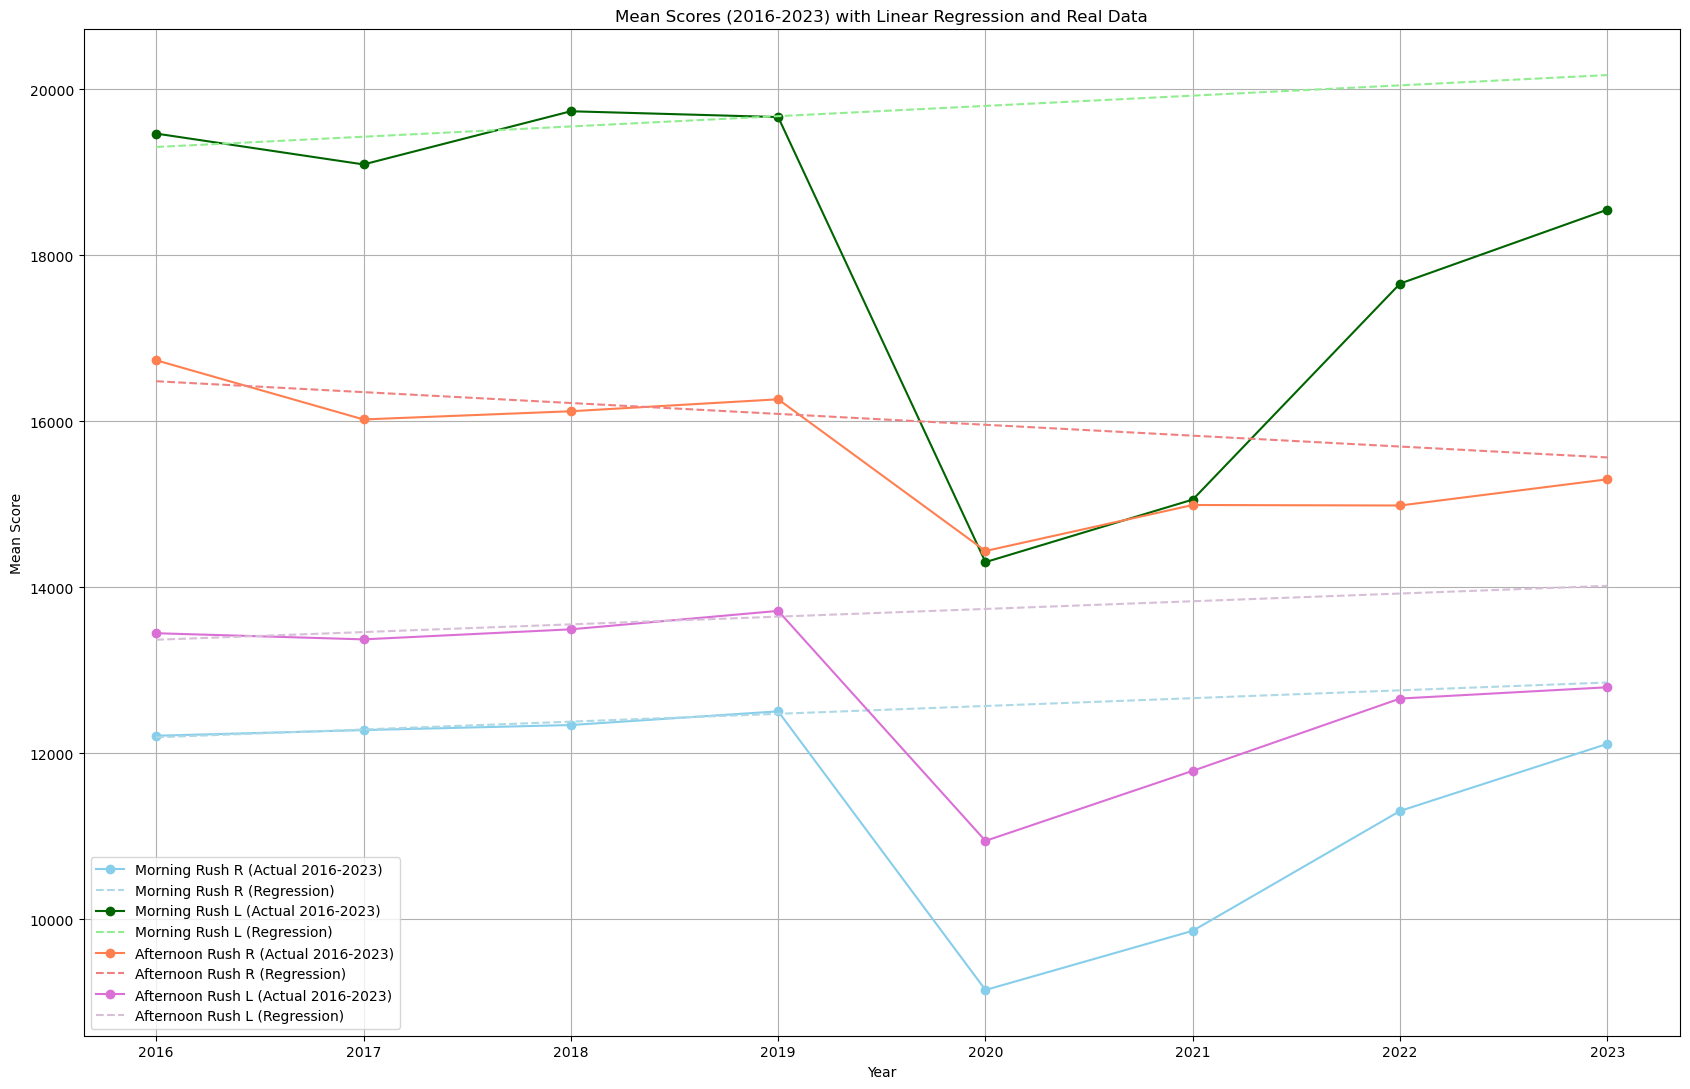 Mean Scores (2016-2023) with Linear Regression and Real Data
Mean Score
20000
18000
16000
14000
12000
10000
Morning Rush R (Actual 2016-2023)
Morning Rush R (Regression)
Morning Rush L (Actual 2016-2023)
Morning Rush L (Regression)
Afternoon Rush R (Actual 2016-2023)
Afternoon Rush R (Regression)
Afternoon Rush L (Actual 2016-2023)
Afternoon Rush L (Regression)
2016 2017 2018 2019 2020 2021 2022 2023
Year